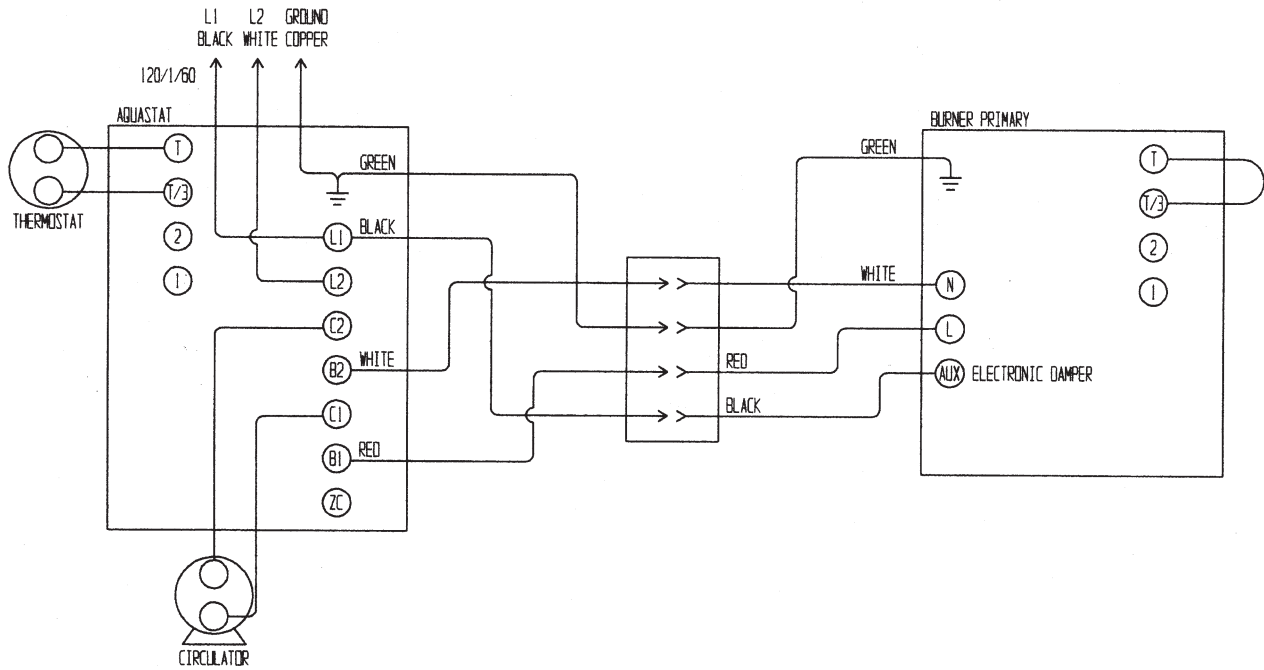 L1 L2 GROUND
BLACK WHITE COPPER
120/1/60
AQUASTAT
BURNER PRIMARY
T
GREEN
GREEN
T
T/3
T/3
THERMOSTAT
2
L1
BLACK
2
1
L2
WHITE
N
1
C2
L
B2
WHITE
RED
AUX
ELECTRONIC DAMPER
C1
BLACK
B1
RED
ZC
CIRCULATOR